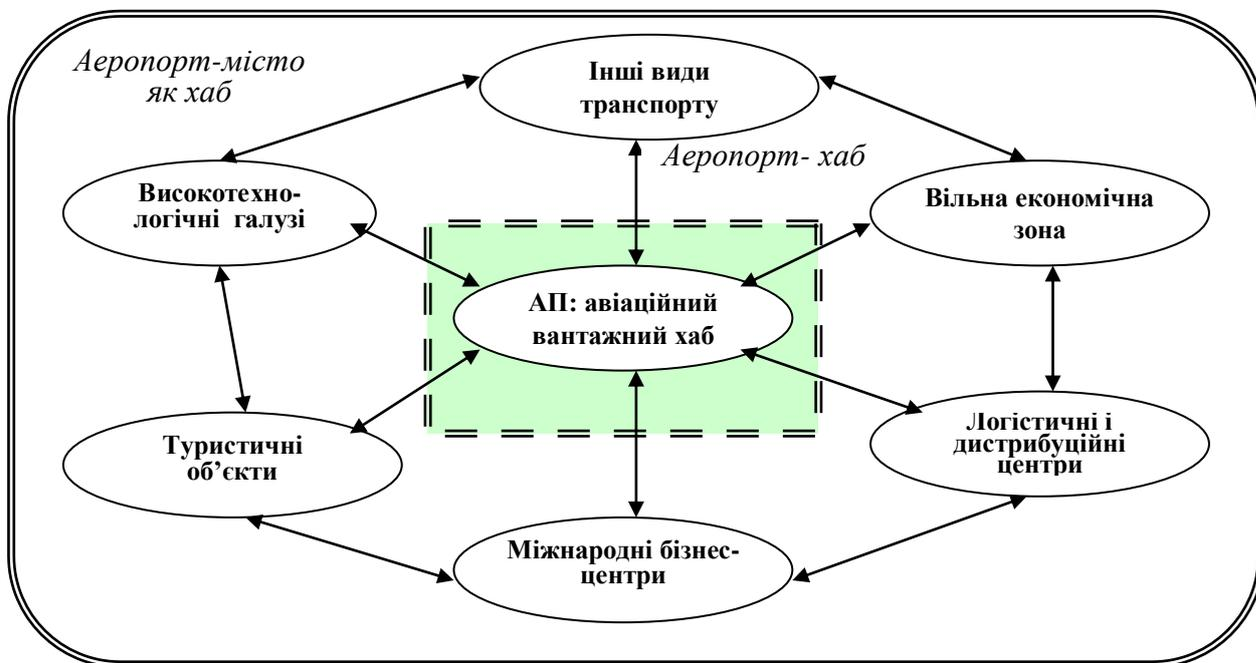 Аеропорт-місто
як хаб
Інші види
транспорту
Аеропорт- хаб
Високотехно-
логічні галузі
Вільна економічна
зона
АП: авіаційний
вантажний хаб
Туристичні
об’єкти
Логістичні і
дистрибуційні
центри
Міжнародні бізнес-
центри